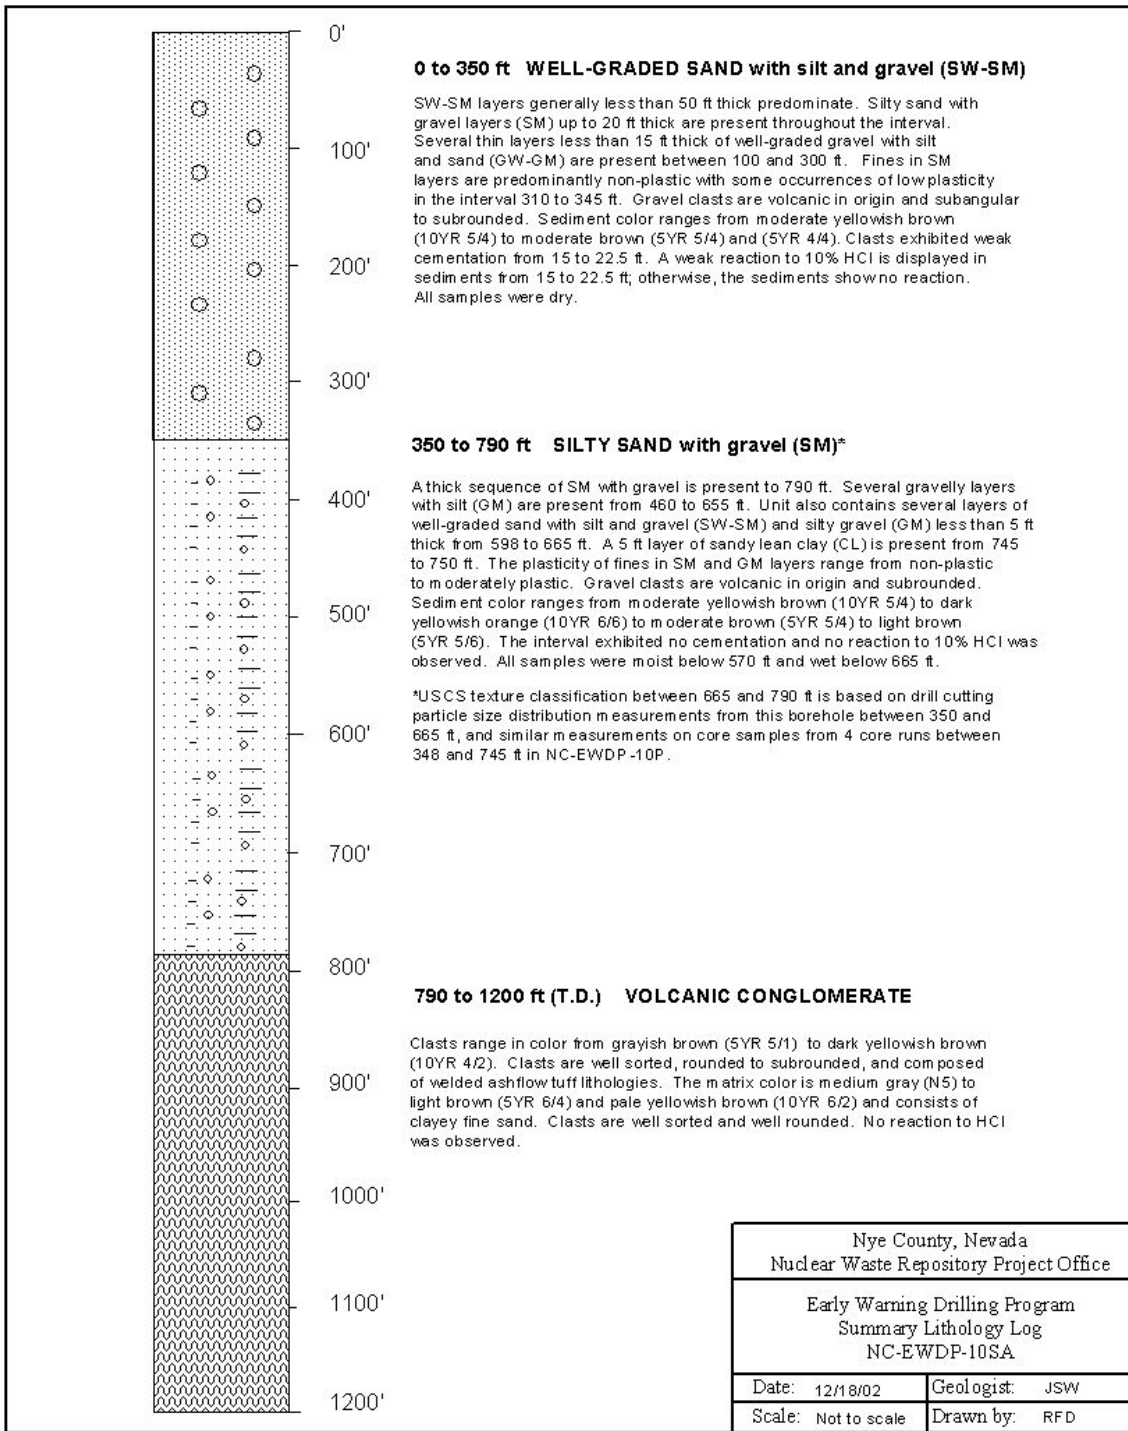 0'
100'
200'
300'
400'
500'
600'
700'
800'
900'
1000'
1100'
1200'
0 to 350 ft WELL-GRADED SAND with silt and gravel (SW-SM)
SW-SM layers generally less than 50 ft thick predominate. Silty sand with
gravel layers (SM) up to 20 ft thick are present throughout the interval.
Several thin layers less than 15 ft thick of well-graded gravel with silt
and sand (GW-GM) are present between 100 and 300 ft. Fines in SM
layers are predominantly non-plastic with some occurrences of low plasticity
in the interval 310 to 345 ft. Gravel clasts are volcanic in origin and subangular
to subrounded. Sediment color ranges from moderate yellowish brown
(10YR 5/4) to moderate brown (5YR 5/4) and (5YR 4/4). Clasts exhibited weak
cementation from 15 to 22.5 ft. A weak reaction to 10% HCl is displayed in
sediments from 15 to 22.5 ft; otherwise, the sediments show no reaction.
All samples were dry.
350 to 790 ft SILTY SAND with gravel (SM)*
A thick sequence of SM with gravel is present to 790 ft. Several gravelly layers
with silt (GM) are present from 460 to 655 ft. Unit also contains several layers of
well-graded sand with silt and gravel (SW-SM) and silty gravel (GM) less than 5 ft
thick from 598 to 665 ft. A 5 ft layer of sandy lean clay (CL) is present from 745
to 750 ft. The plasticity of fines in SM and GM layers range from non-plastic
to moderately plastic. Gravel clasts are volcanic in origin and subrounded.
Sediment color ranges from moderate yellowish brown (10YR 5/4) to dark
yellowish orange (10YR 6/6) to moderate brown (5YR 5/4) to light brown
(5YR 5/6). The interval exhibited no cementation and no reaction to 10% HCl was
observed. All samples were moist below 570 ft and wet below 665 ft.
*USCS texture classification between 665 and 790 ft is based on drill cutting
particle size distribution measurements from this borehole between 350 and
665 ft, and similar measurements on core samples from 4 core runs between
348 and 745 ft in NC-EWDP-10P.
790 to 1200 ft (T.D.) VOLCANIC CONGLOMERATE
Clasts range in color from grayish brown (5YR 5/1) to dark yellowish brown
(10YR 4/2). Clasts are well sorted, rounded to subrounded, and composed
of welded ashflow tuff lithologies. The matrix color is medium gray (N5) to
light brown (5YR 6/4) and pale yellowish brown (10YR 6/2) and consists of
clayey fine sand. Clasts are well sorted and well rounded. No reaction to HCl
was observed.
Nye County, Nevada
Nuclear Waste Repository Project Office
Early Warning Drilling Program
Summary Lithology Log
NC-EWDP-10SA
Date: 12/18/02 Geologist: JSW
Scale: Not to scale Drawn by: RFD